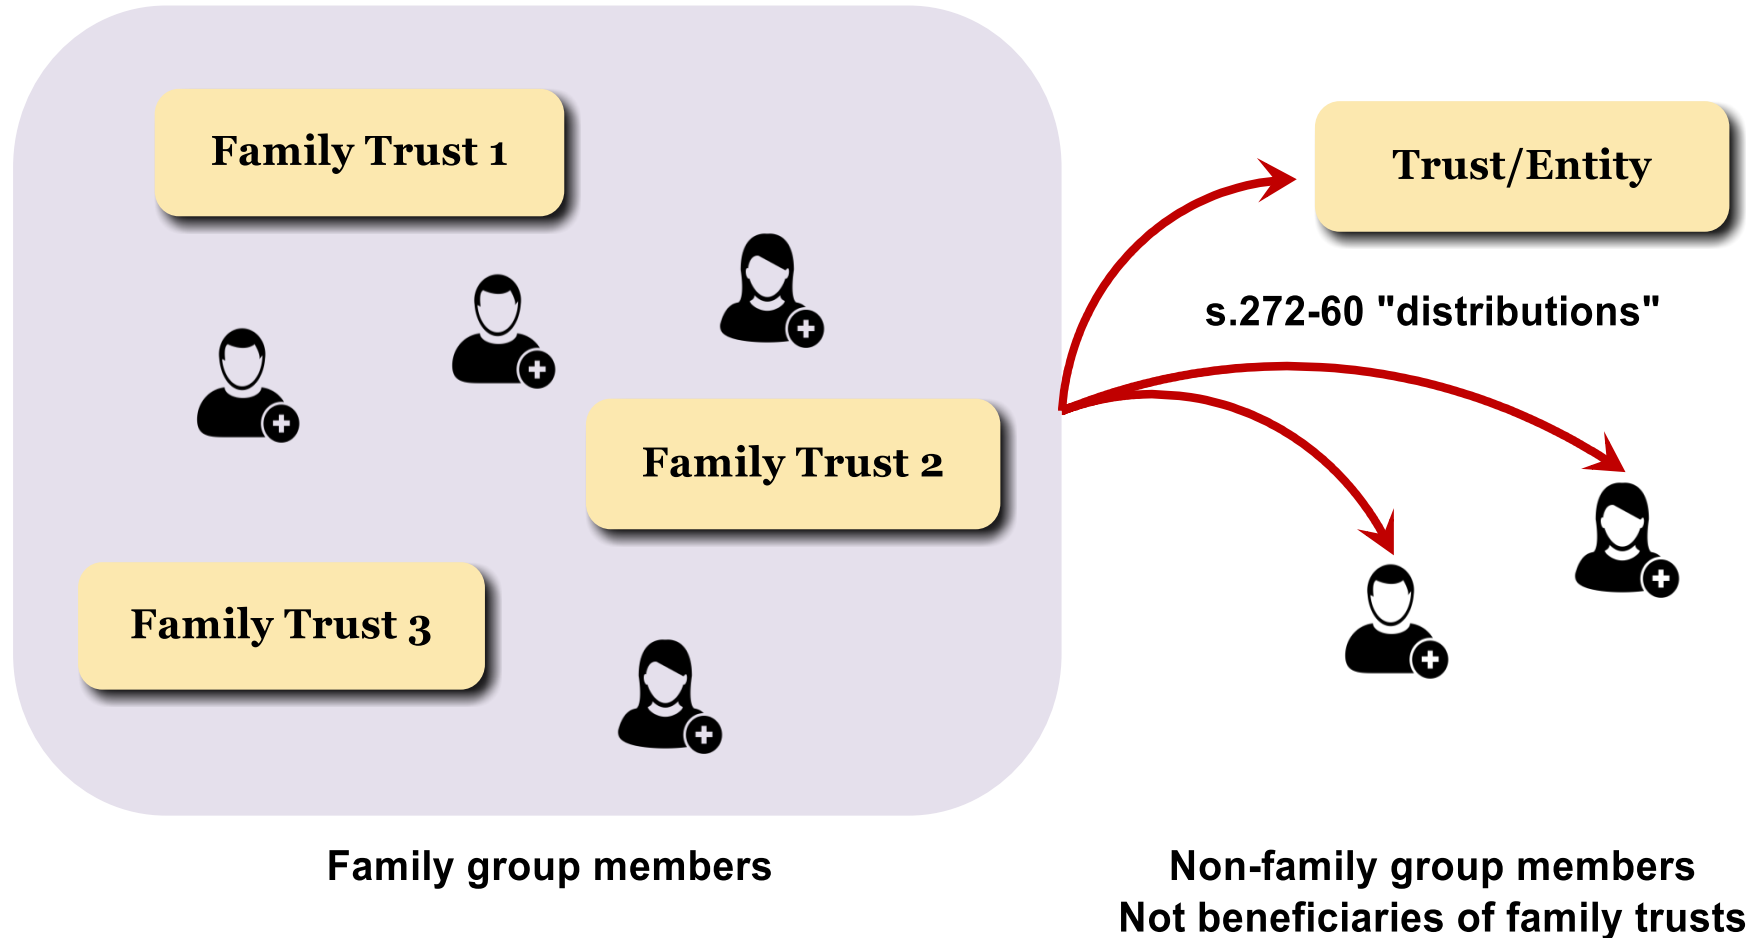 Family Trust 1
Trust/Entity
s.272-60 "distributions"
Family Trust 2
Family Trust 3
Family group members
Non-family group members
Not beneficiaries of family trusts